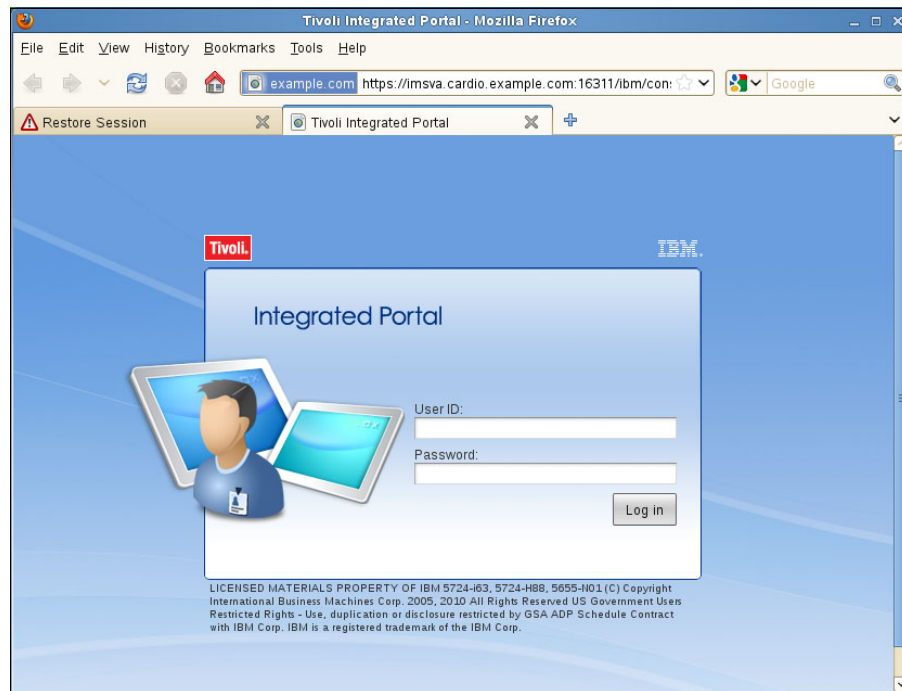 Tivoli Integrated Portal - Mozilla Firefox
File Edit View History Bookmarks Tools Help
example.com https://imsva.cardio.example.com:16311/ibm/con: Google
Restore Session Tivoli Integrated Portal
Tivoli. IBM.
Integrated Portal
User ID:
Password:
Log in
LICENSED MATERIALS PROPERTY OF IBM 5724-i63, 5724-H88, 5655-N01 (C) Copyright
International Business Machines Corp. 2005, 2010 All Rights Reserved US Government Users
Restricted Rights - Use, duplication or disclosure restricted by GSA ADP Schedule Contract
with IBM Corp. IBM is a registered trademark of the IBM Corp.